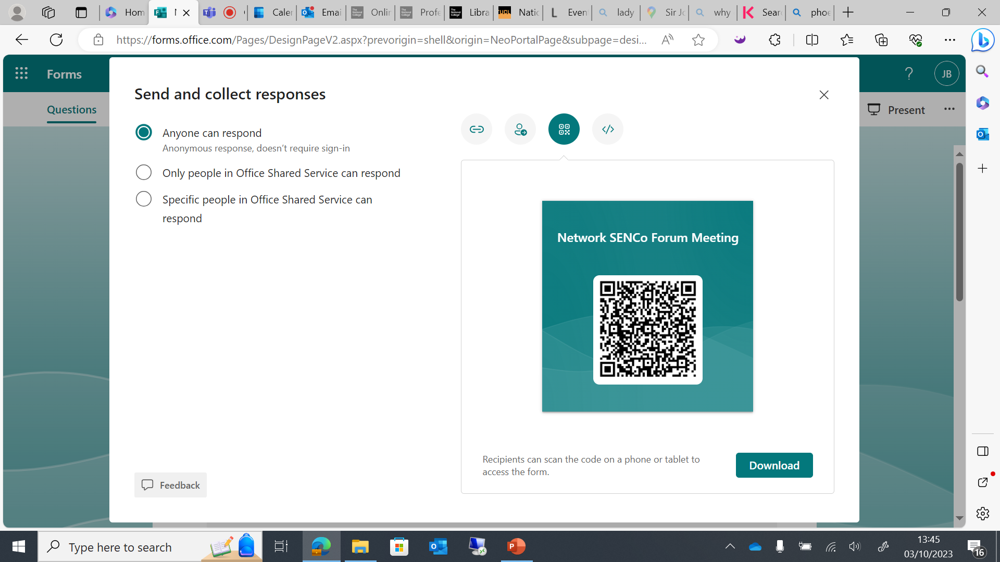 Hom
Caler
Emai
Onlin
Profe
Libra
Natio
Even
lady
Sir Jo
why
Sear
phoe
https://forms.office.com/Pages/DesignPageV2.aspx?prevorigin=shell&origin=NeoPortalPage&subpage=desi...
Forms
JB
Questions
Present
Send and collect responses
Anyone can respond
Anonymous response, doesn't require sign-in
Only people in Office Shared Service can respond
Specific people in Office Shared Service can
respond
Network SENCo Forum Meeting
Recipients can scan the code on a phone or tablet to
access the form.
Download
Feedback
Type here to search
13:45
03/10/2023
16